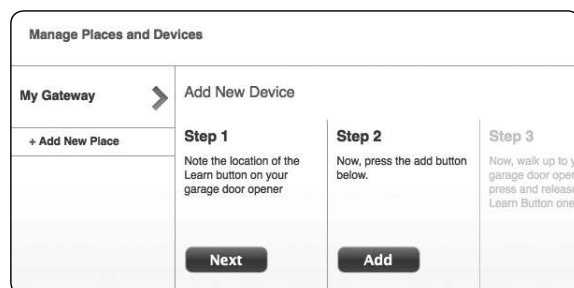 Manage Places and Devices
My Gateway
+ Add New Place
Add New Device
Step 1
Note the location of the
Learn button on your
garage door opener
Next
Step 2
Now, press the add button
below.
Add
Step 3
Now, walk up to
garage door
press and release
Learn Button